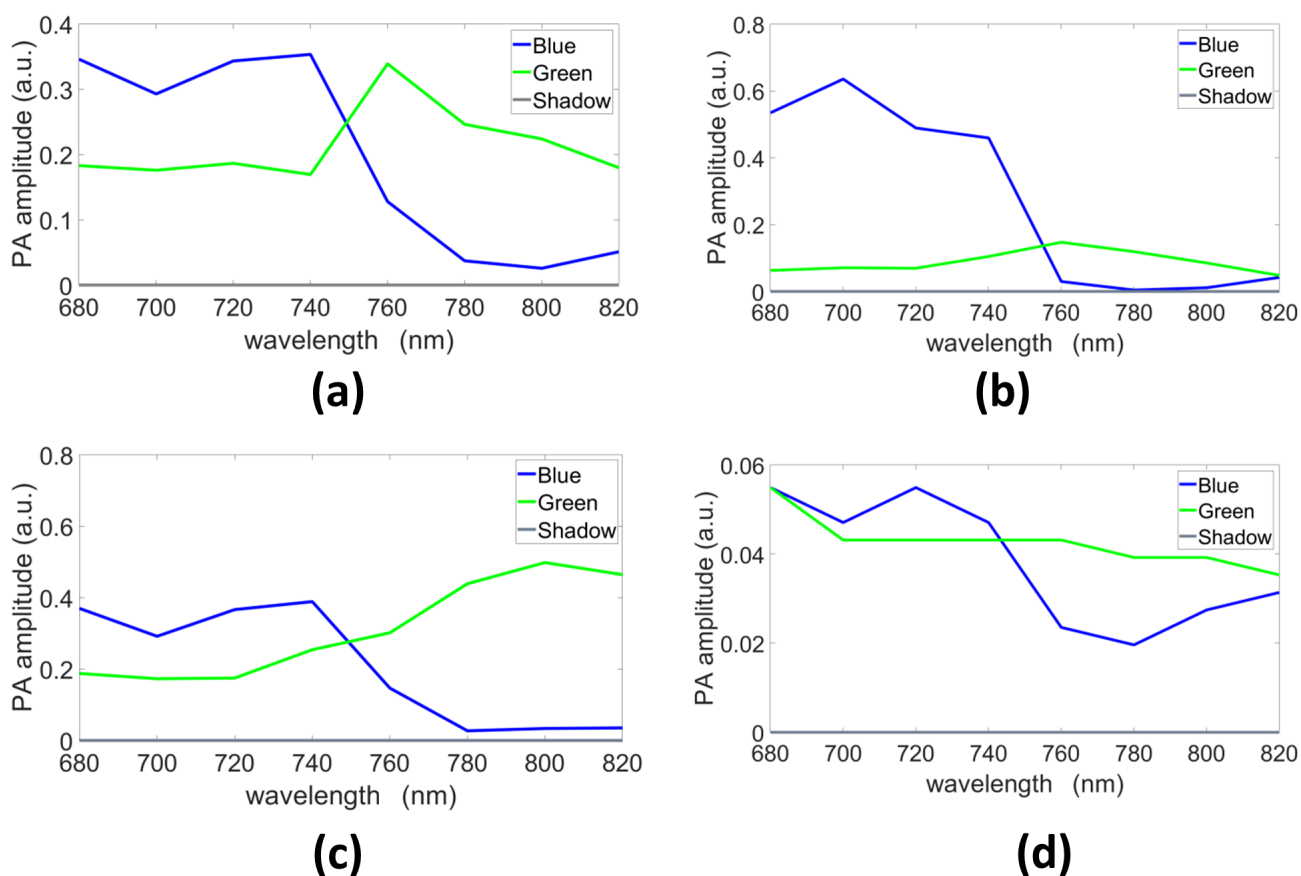 0.4
0.3
0.2
0.1
0
PA amplitude (a.u.)
680 700 720 740 760 780 800 820
wavelength (nm)
Blue
Green
Shadow
(a)
0.8
0.6
0.4
0.2
0
PA amplitude (a.u.)
680 700 720 740 760 780 800 820
wavelength (nm)
Blue
Green
Shadow
(b)
0.8
0.6
0.4
0.2
0
PA amplitude (a.u.)
680 700 720 740 760 780 800 820
wavelength (nm)
Blue
Green
Shadow
(c)
0.06
0.04
0.02
0
PA amplitude (a.u.)
680 700 720 740 760 780 800 820
wavelength (nm)
Blue
Green
Shadow
(d)